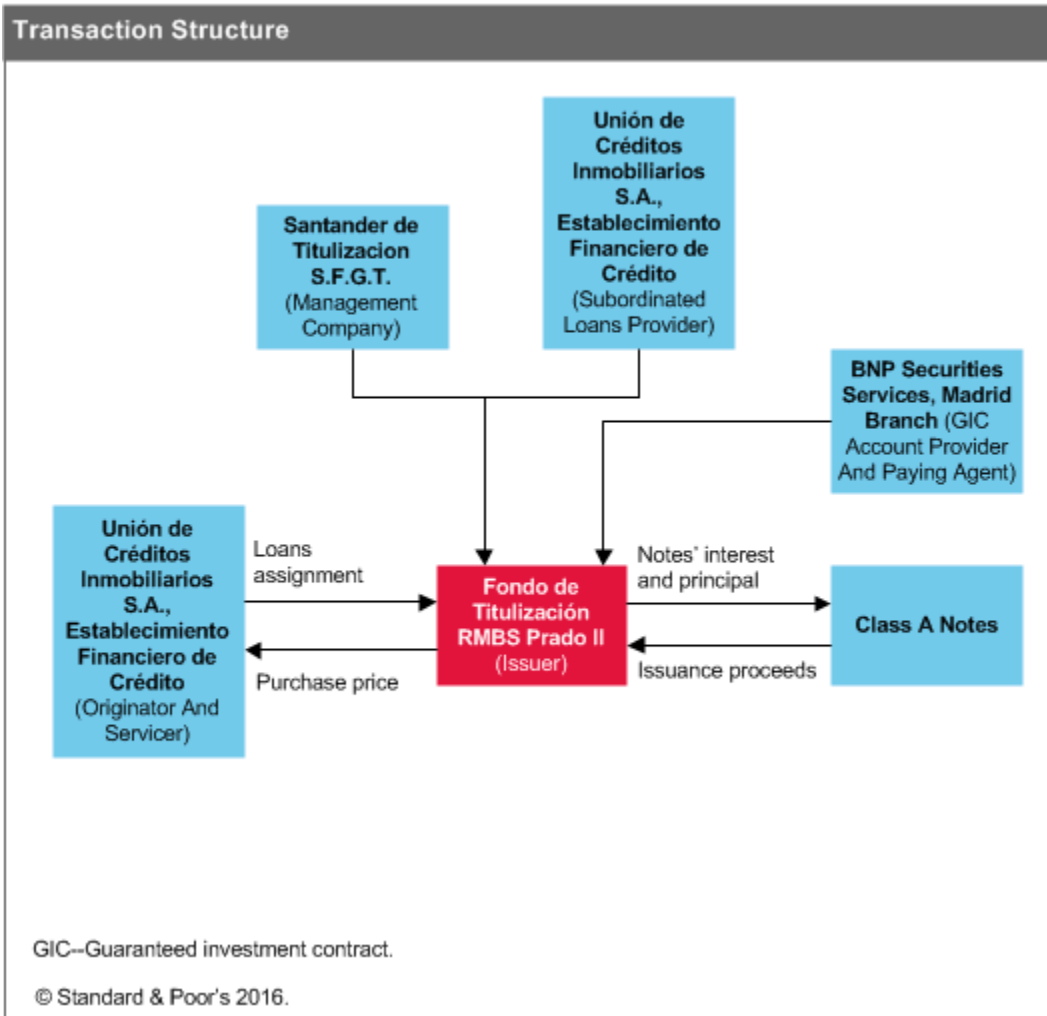 Transaction Structure
Unión de
Créditos
Inmobiliarios
S.A.,
Establecimiento
Financiero de
Crédito
(Subordinated
Loans Provider)
Santander de
Titulizacion
S.F.G.T.
(Management
Company)
BNP Securities
Services, Madrid
Branch (GIC
Account Provider
And Paying Agent)
Unión de
Créditos
Inmobiliarios
S.A.,
Establecimiento
Financiero de
Crédito
(Originator And
Servicer)
Loans
assignment
Purchase price
Fondo de
Titulización
RMBS Prado II
(Issuer)
Notes' interest
and principal
Issuance proceeds
Class A Notes
GIC--Guaranteed investment contract.
© Standard & Poor's 2016.